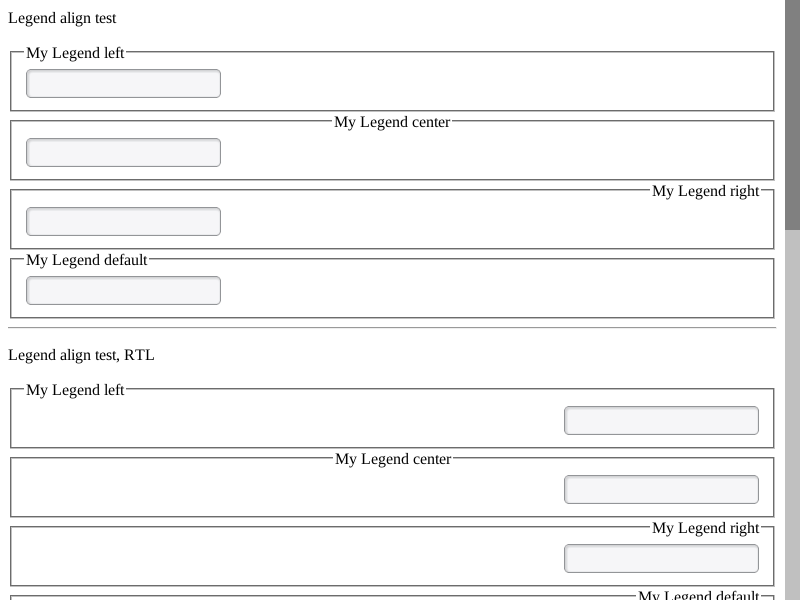 Legend align test
My Legend left
My Legend center
My Legend right
My Legend default
Legend align test, RTL
My Legend left
My Legend center
My Legend right
My Legend default